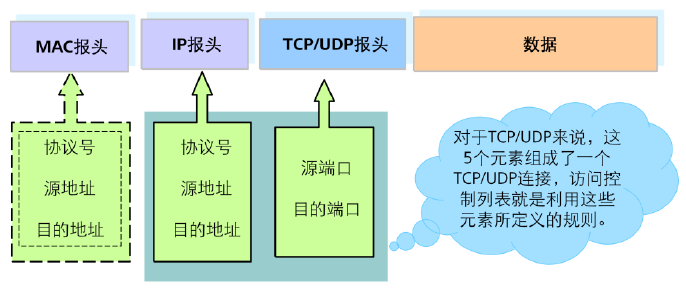 MAC报头
IP报头
TCP/UDP报头
数据
协议号
源地址
目的地址
协议号
源地址
目的地址
源端口
目的端口
对于TCP/UDP来说，这
5个元素组成了一个
TCP/UDP连接，访问控
制列表就是利用这些
元素所定义的规则。